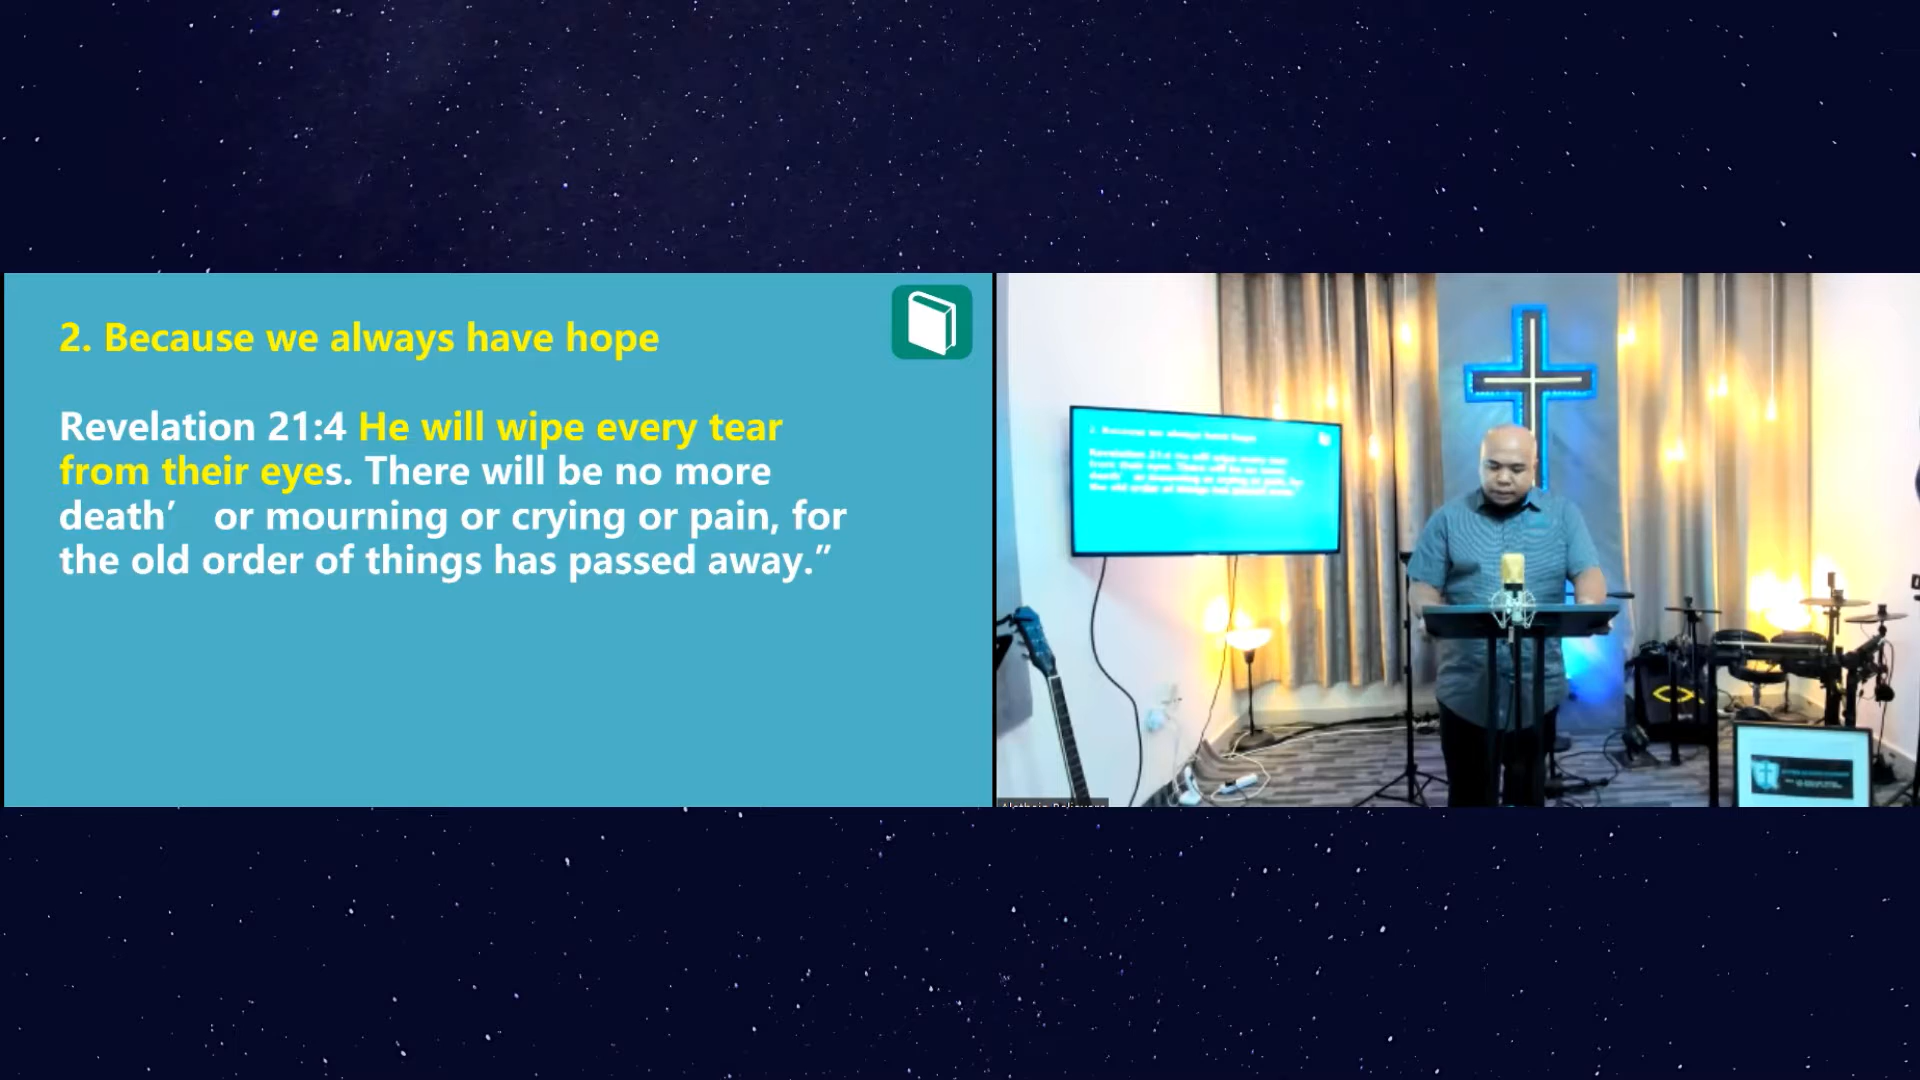 2. Because we always have hope
Revelation 21:4 He will wipe every tear
from their eyes. There will be no more
death’ or mourning or crying or pain, for
the old order of things has passed away.”